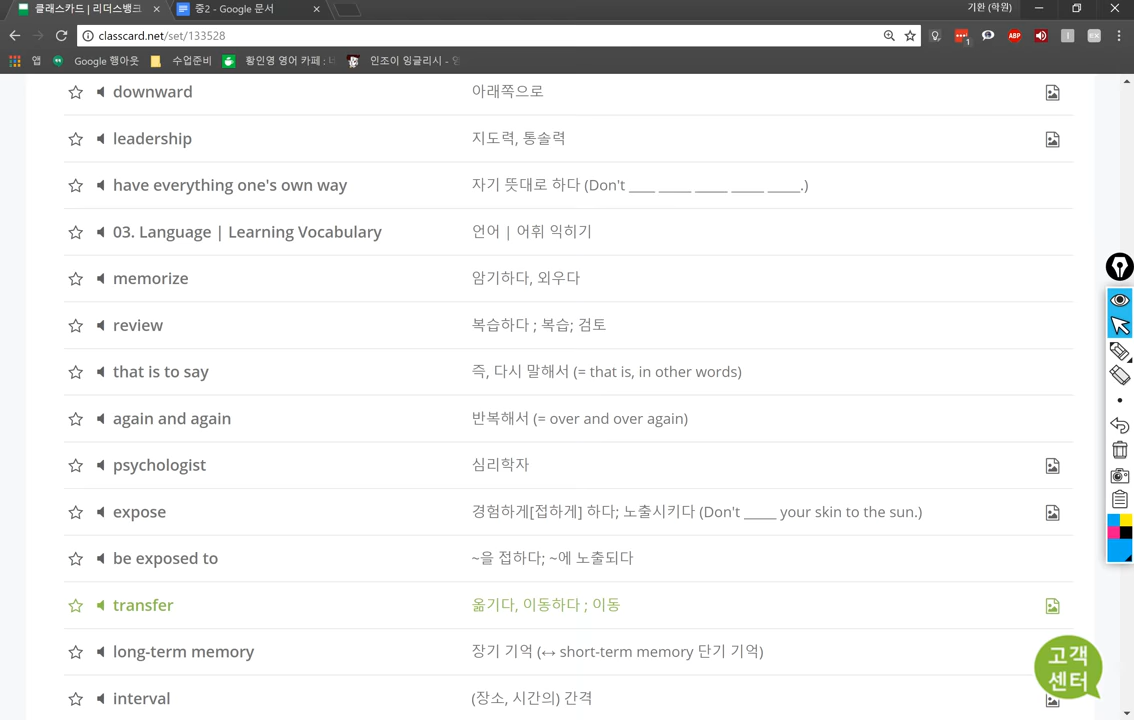 클래스카드 | 리더스뱅크
중2 - Google 문서
기환 (학원)
classcard.net/set/133528
앱
Google 행아웃
수업준비
황인영 영어 카페 : 너
인조이 잉글리시 - 인
ABP
1
downward 아래쪽으로
leadership 지도력, 통솔력
have everything one's own way 자기 뜻대로 하다 (Don't ____ _____ _____ _____ _____.)
03. Language | Learning Vocabulary 언어 | 어휘 익히기
memorize 암기하다, 외우다
review 복습하다 ; 복습; 검토
that is to say 즉, 다시 말해서 (= that is, in other words)
again and again 반복해서 (= over and over again)
psychologist 심리학자
expose 경험하게[접하게] 하다; 노출시키다 (Don't _____ your skin to the sun.)
be exposed to ~을 접하다; ~에 노출되다
transfer 옮기다, 이동하다 ; 이동
long-term memory 장기 기억 (↔ short-term memory 단기 기억)
interval (장소, 시간의) 간격
고객
센터